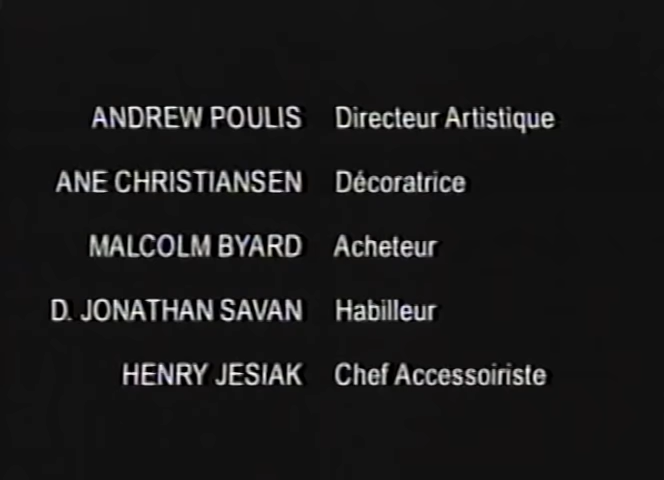 ANDREW POULIS Directeur Artistique
ANE CHRISTIANSEN Décoratrice
MALCOLM BYARD Acheteur
D. JONATHAN SAVAN Habilleur
HENRY JESIAK Chef Accessoiriste